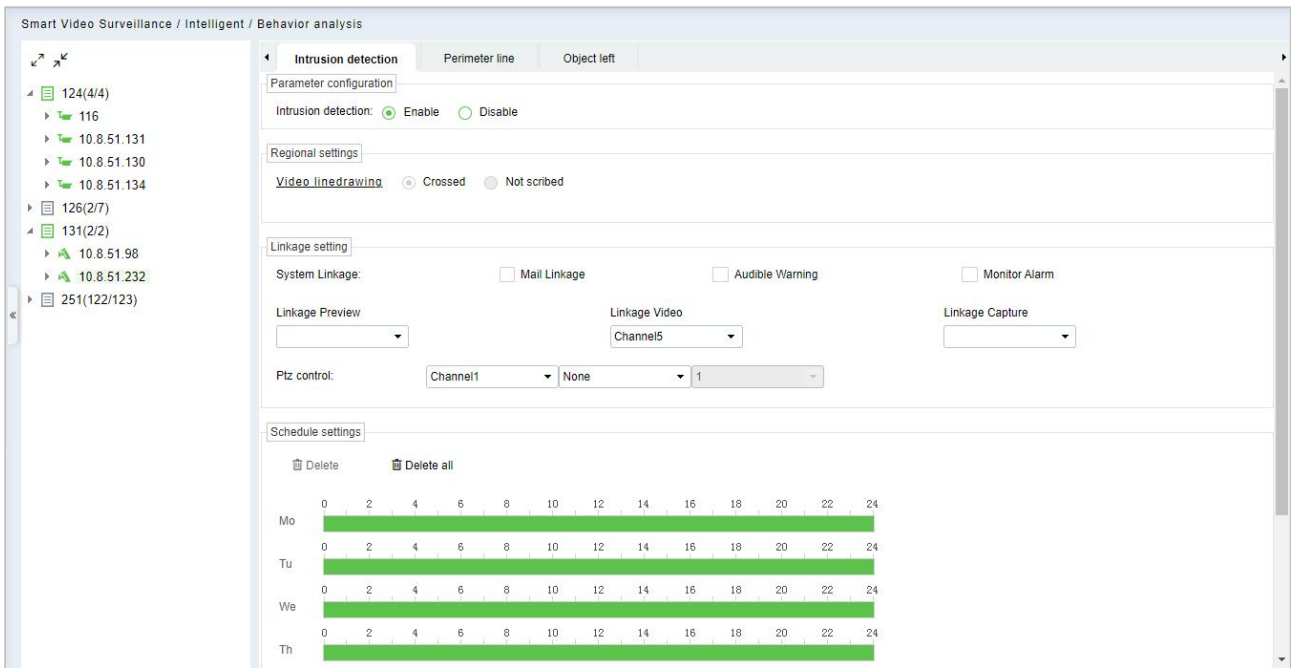 Smart Video Surveillance / Intelligent / Behavior analysis
124(4/4)
116
10.8.51.131
10.8.51.130
10.8.51.134
126(2/7)
131(2/2)
10.8.51.98
10.8.51.232
251(122/123)
Intrusion detection Perimeter line Object left
Parameter configuration
Intrusion detection: Enable Disable
Regional settings
Video linedrawing Crossed Not scribed
Linkage setting
System Linkage: Mail Linkage Audible Warning Monitor Alarm
Linkage Preview Linkage Video Linkage Capture
Channel5
Ptz control: Channel1 None 1
Schedule settings
Delete Delete all
0 2 4 6 8 10 12 14 16 18 20 22 24
Mo
0 2 4 6 8 10 12 14 16 18 20 22 24
Tu
0 2 4 6 8 10 12 14 16 18 20 22 24
We
0 2 4 6 8 10 12 14 16 18 20 22 24
Th